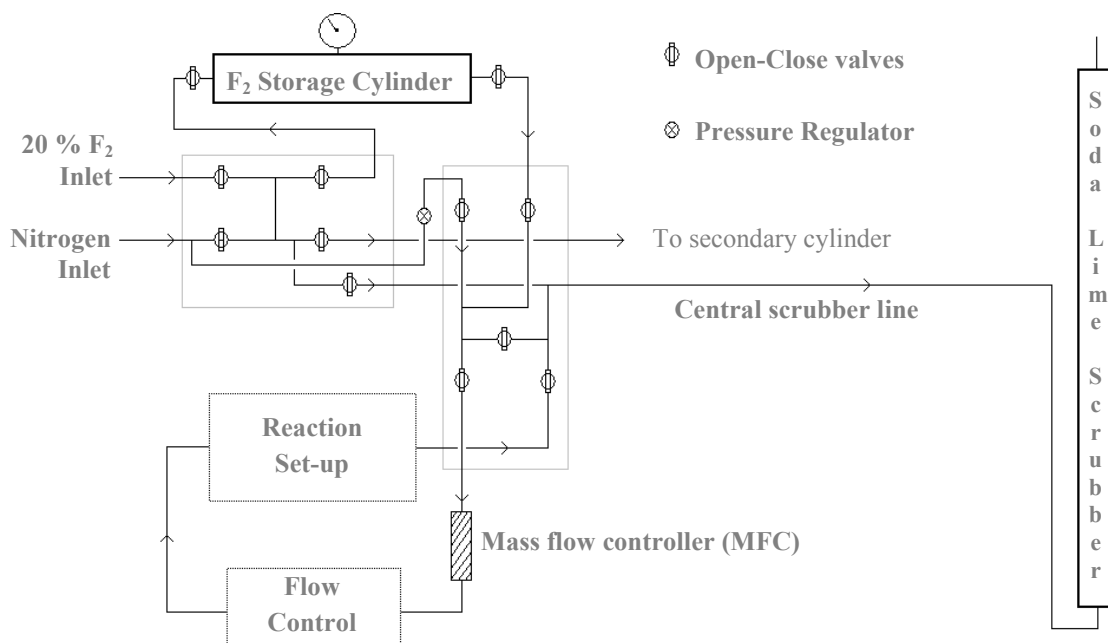 F₂ Storage Cylinder
Open-Close valves
Pressure Regulator
20 % F₂
Inlet
Nitrogen
Inlet
To secondary cylinder
Central scrubber line
Reaction
Set-up
Mass flow controller (MFC)
Flow
Control
Soda Lime Scrubber